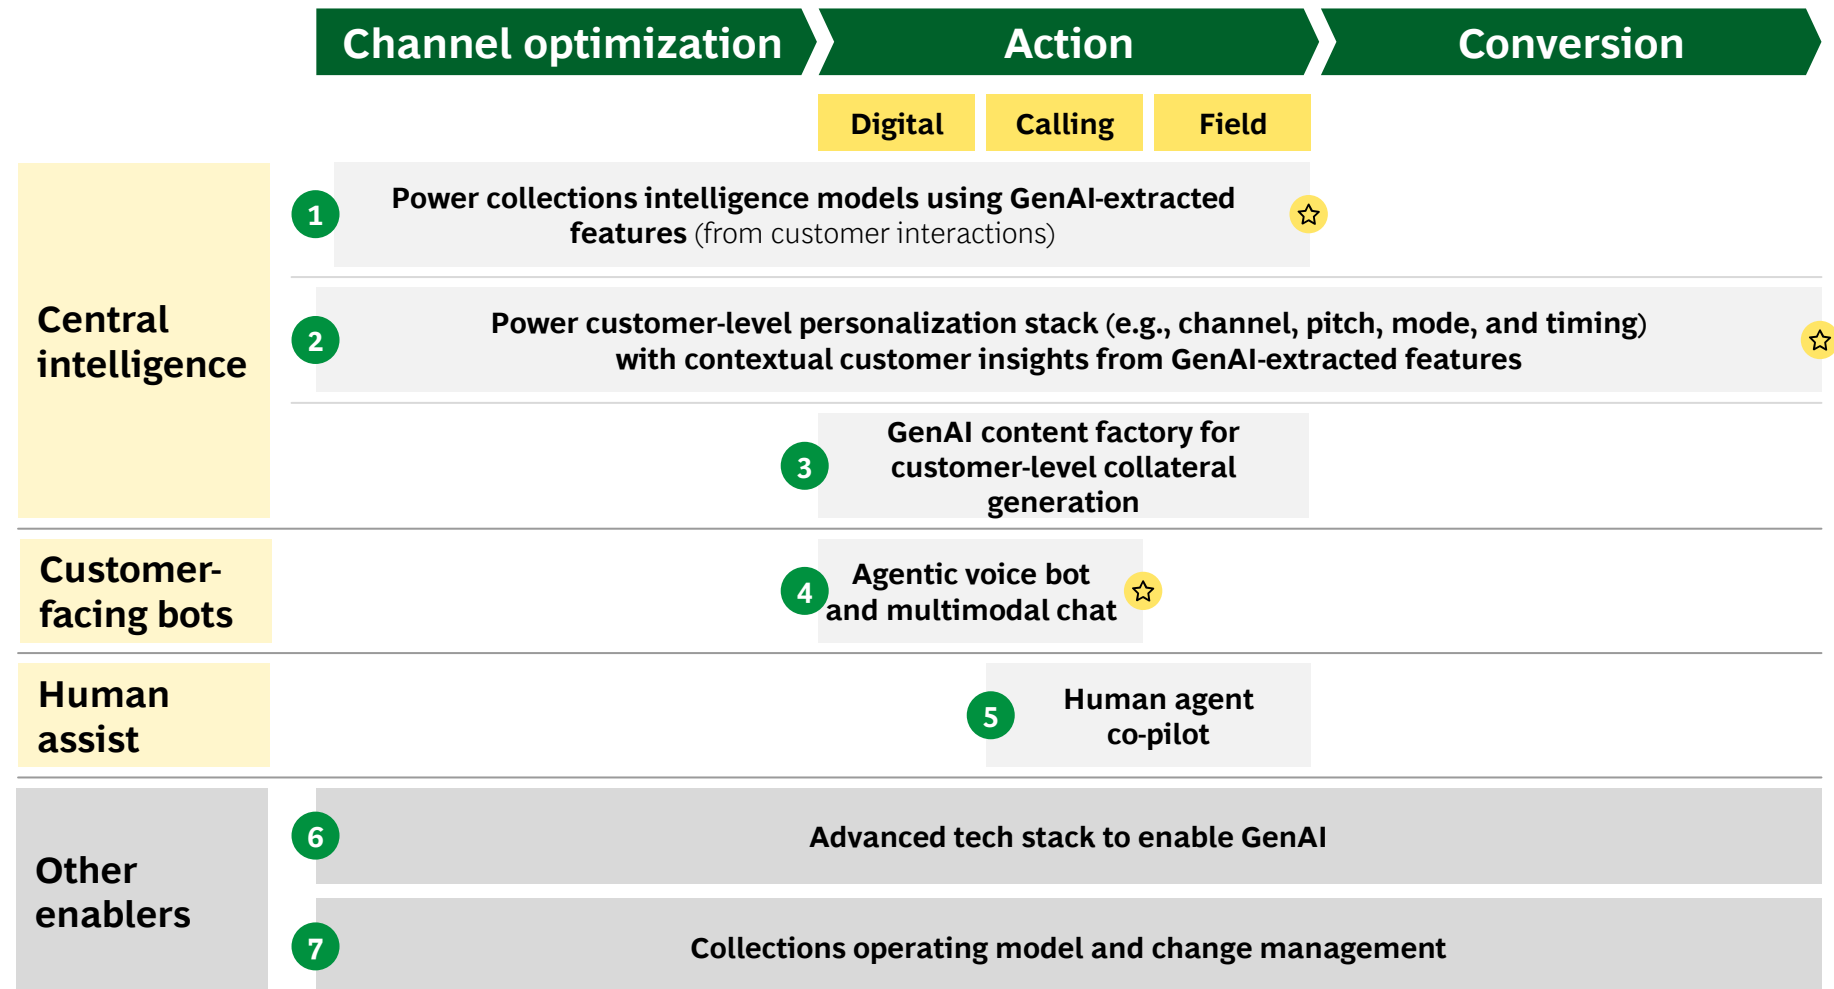 Channel optimization
Action
Conversion
Digital
Calling
Field
Central
intelligence
1
Power collections intelligence models using GenAI-extracted
features (from customer interactions)
2
Power customer-level personalization stack (e.g., channel, pitch, mode, and timing)
with contextual customer insights from GenAI-extracted features
3
GenAI content factory for
customer-level collateral
generation
Customer-
facing bots
4
Agentic voice bot
and multimodal chat
Human
assist
5
Human agent
co-pilot
Other
enablers
6
Advanced tech stack to enable GenAI
7
Collections operating model and change management